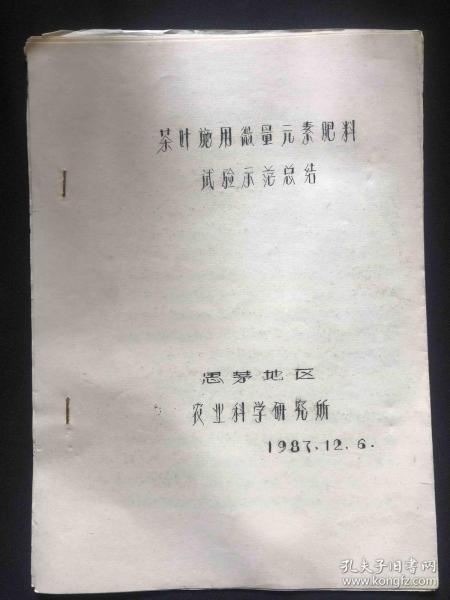 茶叶施用微量元素肥料
试验示范总结
思茅地区
农业科学研究所
1987.12.6.
孔夫子旧书网
www.kongfz.com